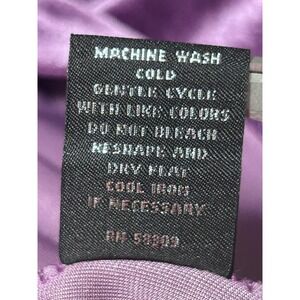 MACHINE WASH
COLD
GENTLE CYCLE
WITH LIKE COLORS
DO NOT BLEACH
RESHAPE AND
DRY FLAT
COOL IRON
IF NECESSARY
RN